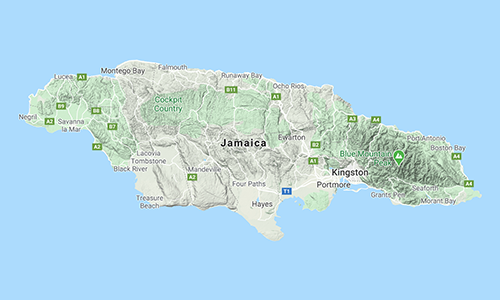 Montego Bay
Falmouth
Lucea
A1
Runaway Bay
B11
Ocho Rios
A1
Cockpit
Country
B9
B8
A3
A4
Negril
Savanna
la Mar
B7
Jamaica
Ewarton
B2
Port Antonio
Boston Bay
A2
Lacovia
Tombstone
A1
Blue Mountain
Peak
A4
Black River
Mandeville
A2
Four Paths
T1
Kingston
Portmore
Seaforth
A4
Treasure
Beach
Hayes
Grants Pen
Morant Bay